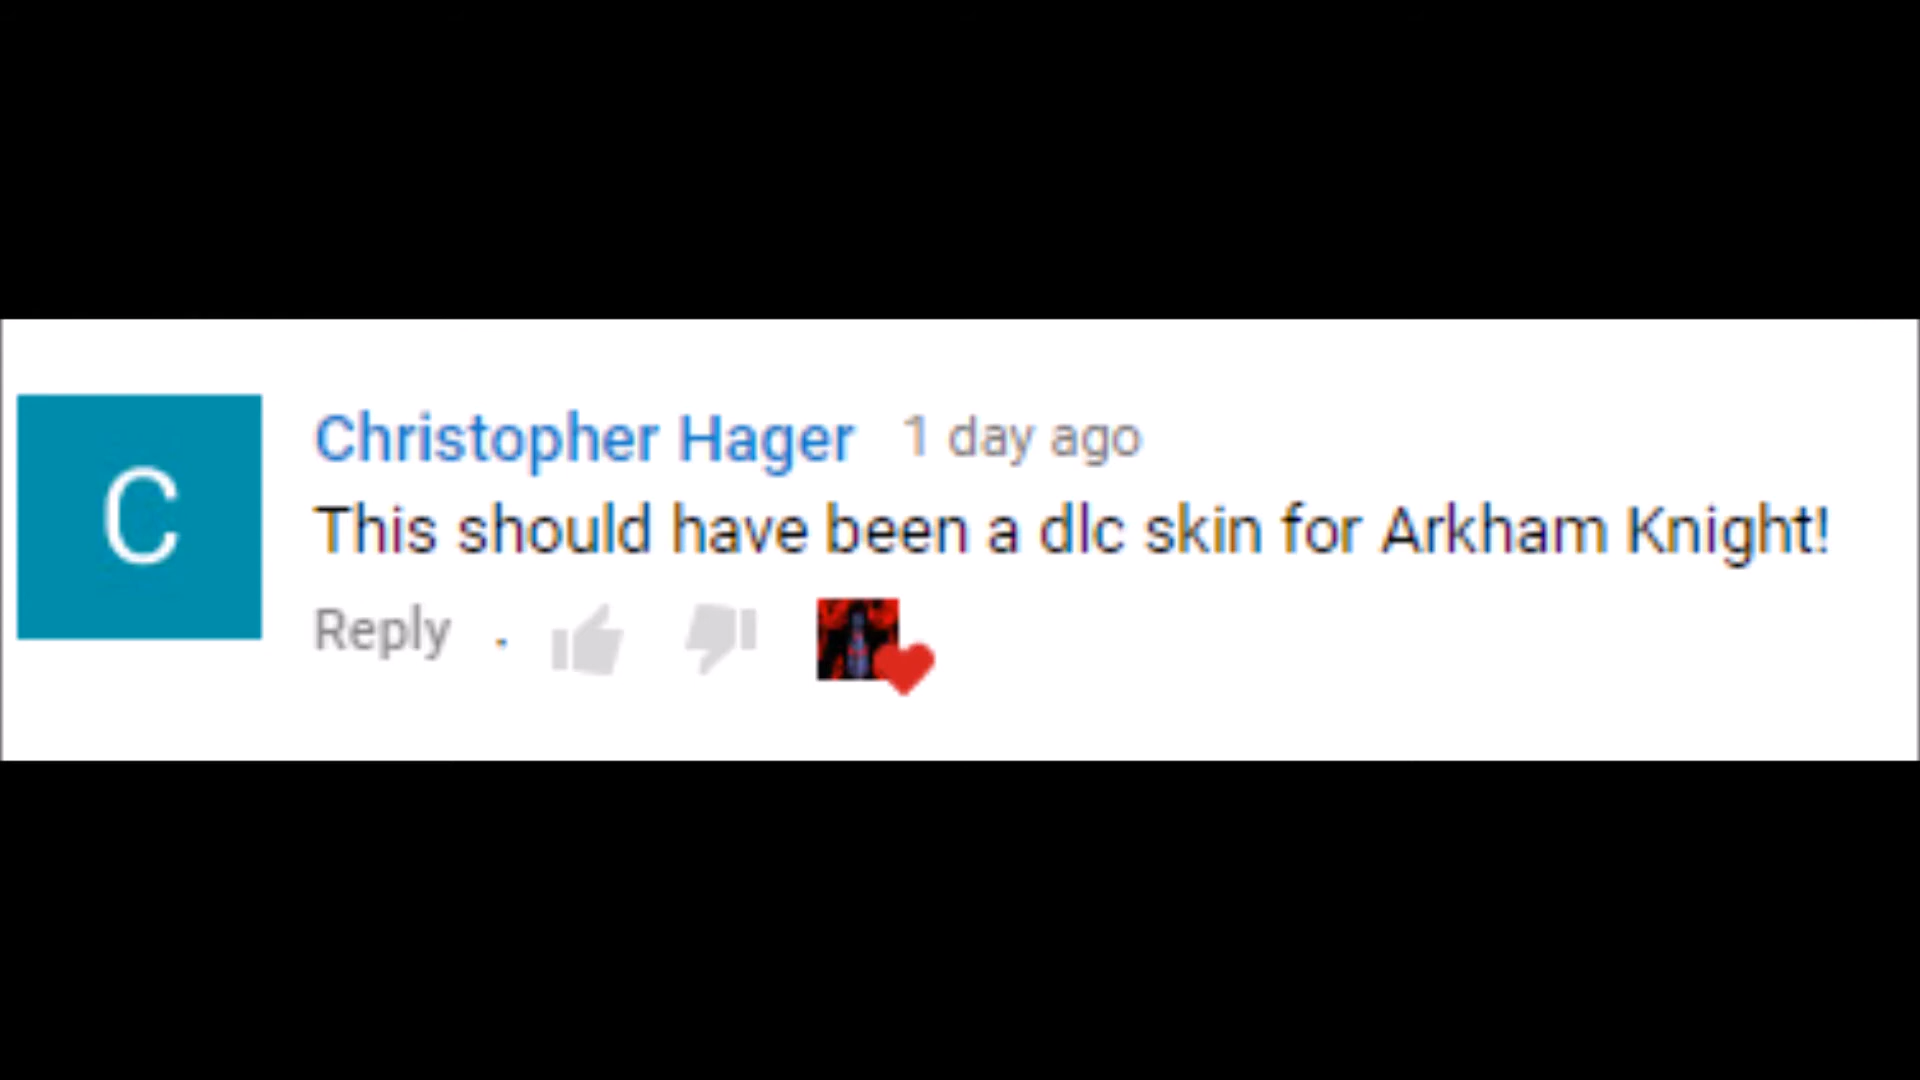 C
Christopher Hager 1 day ago
This should have been a dlc skin for Arkham Knight!
Reply